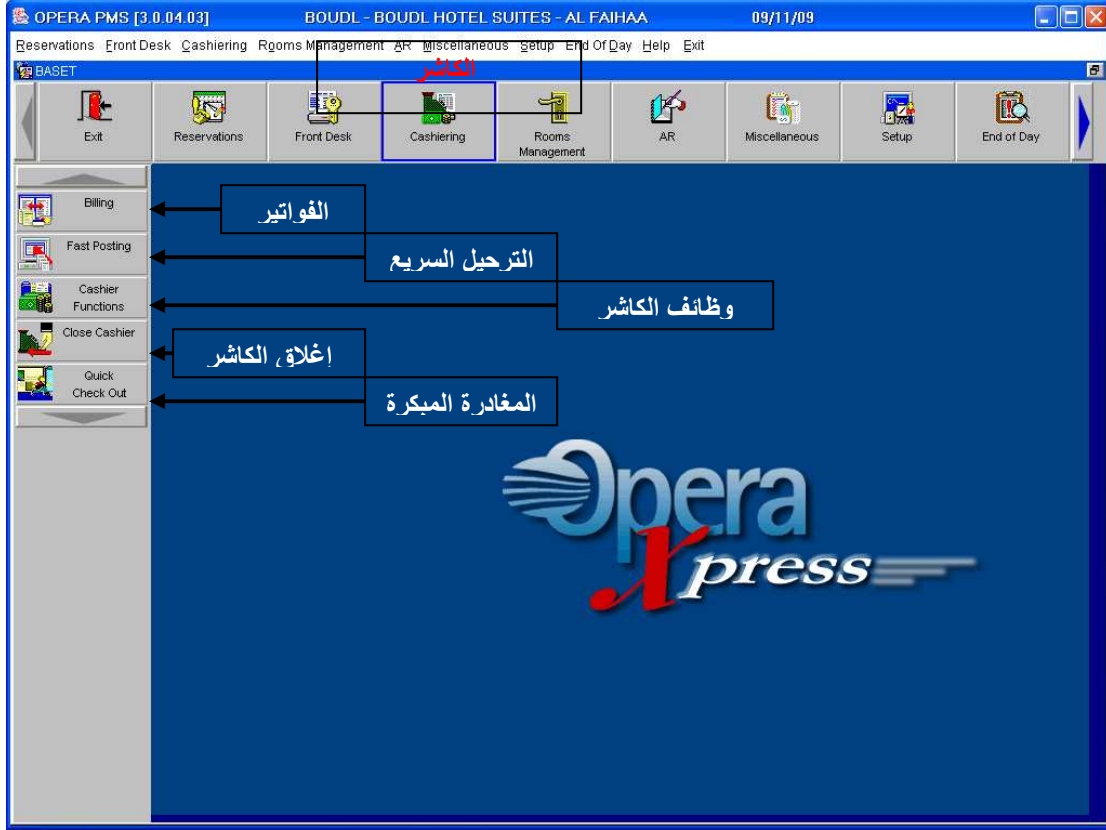 OPERA PMS [3.0.04.03] BOUDL - BOUDL HOTEL SUITES - AL FAIHAA 09/11/09
Reservations Front Desk Cashiering Rooms Management AR Miscellaneous Setup End Of Day Help Exit
BASET
الكاشر
Exit Reservations Front Desk Cashiering Rooms Management AR Miscellaneous Setup End of Day
Billing
الفواتير
Fast Posting
الترحيل السريع
Cashier
Functions
وظائف الكاشر
Close Cashier
إغلاق الكاشر
Quick
Check Out
المغادرة المبكرة
Opera
Xpress